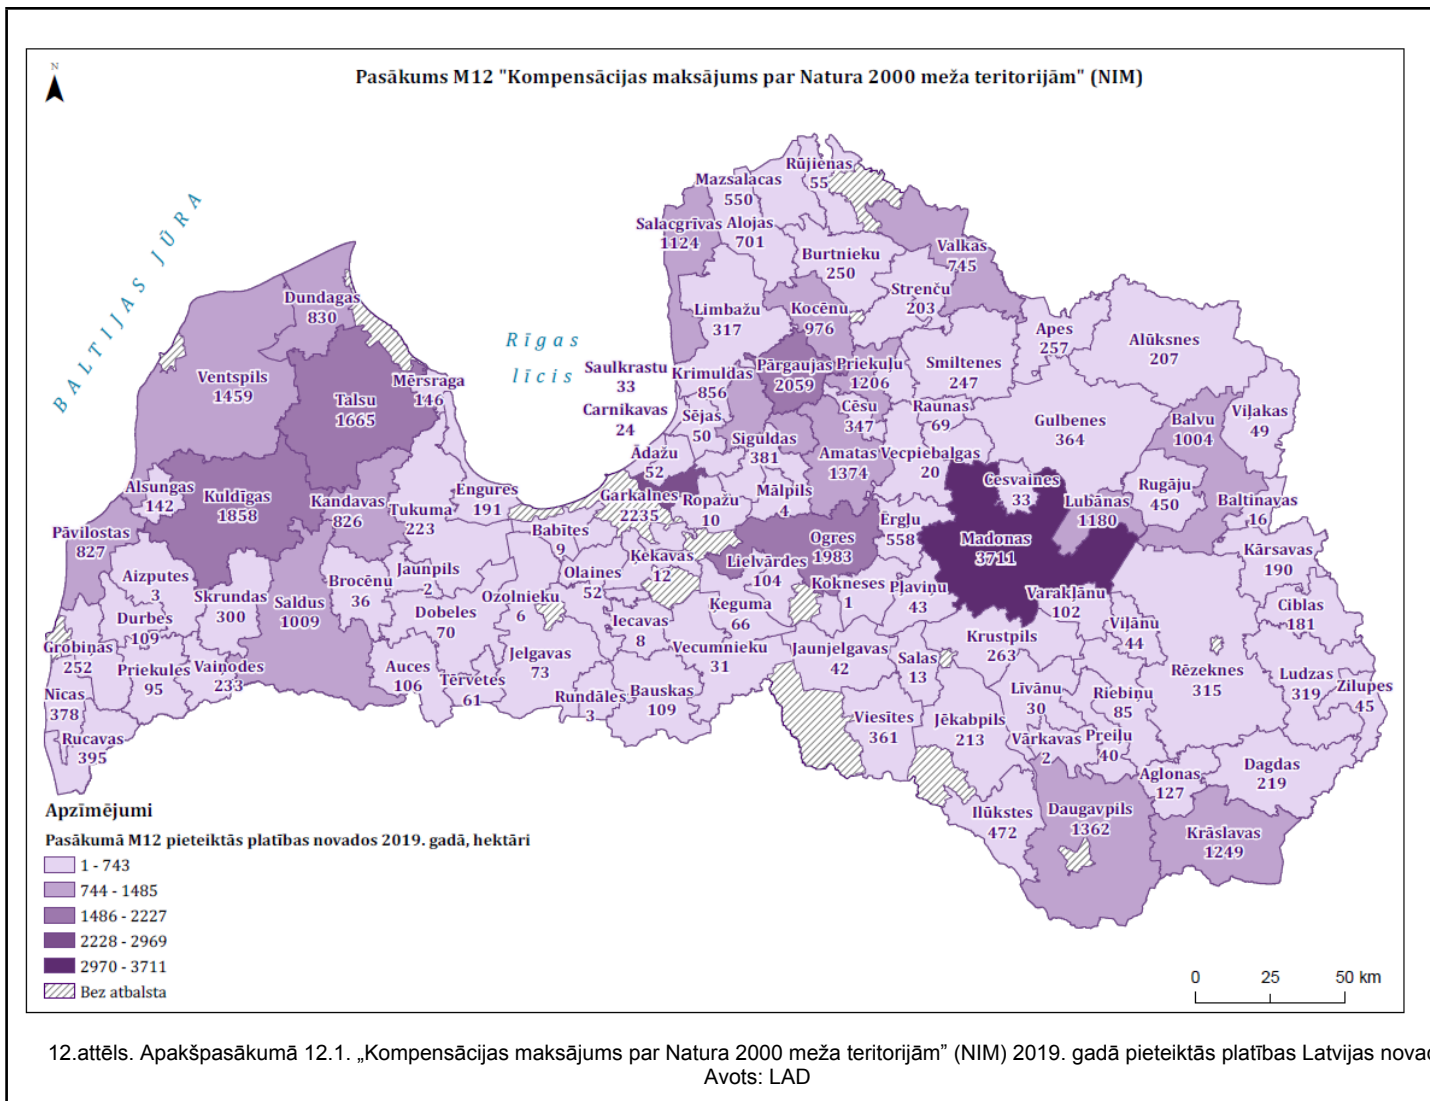 N
Pasākums M12 "Kompensācijas maksājums par Natura 2000 meža teritorijām" (NIM)
BALTIJAS JŪRA
Rīgas
līcis
Rūjienas
55
Mazsalacas
550
Salacgrīvas
1124
Alojas
701
Burtnieku
250
Valkas
745
Strenču
203
Dundagas
830
Limbažu
317
Kocēnu
976
Apes
257
Alūksnes
207
Ventspils
1459
Talsu
1665
Mērsraga
146
Saulkrastu
33
Krimuldas
856
Pārgaujas
2059
Priekuļu
1206
Smiltenes
247
Carnikavas
24
Sējas
50
Cēsu
347
Raunas
69
Gulbenes
364
Balvu
1004
Viļakas
49
Ādažu
52
Siguldas
381
Amatas
1374
Vecpiebalgas
20
Alsungas
142
Kuldīgas
1858
Kandavas
826
Tukuma
223
Engures
191
Garkalnes
2235
Ropažu
10
Mālpils
4
Cesvaines
33
Lubānas
1180
Rugāju
450
Baltinavas
16
Pāvilostas
827
Babītes
9
Ķekavas
12
Ogres
1983
Ērgļu
558
Madonas
3711
Kārsavas
190
Aizputes
3
Skrundas
300
Saldus
1009
Brocēnu
36
Jaunpils
2
Olaines
52
Lielvārdes
104
Kokneses
1
Pļaviņu
43
Varakļānu
102
Ciblas
181
Durbes
109
Dobeles
70
Ozolnieku
6
Iecavas
8
Ķeguma
66
Viļānu
44
Grobiņas
252
Priekules
95
Vaiņodes
233
Auces
106
Tērvetes
61
Jelgavas
73
Vecumnieku
31
Jaunjelgavas
42
Salas
13
Krustpils
263
Rēzeknes
315
Ludzas
319
Zilupes
45
Nīcas
378
Rundāles
3
Bauskas
109
Viesītes
361
Jēkabpils
213
Līvānu
30
Riebiņu
85
Rucavas
395
Vārkavas
2
Preiļu
40
Aglonas
127
Dagdas
219
Ilūkstes
472
Daugavpils
1362
Krāslavas
1249
Apzīmējumi
Pasākumā M12 pieteiktās platības novados 2019. gadā, hektāri
1 - 743
744 - 1485
1486 - 2227
2228 - 2969
2970 - 3711
Bez atbalsta
0 25 50 km
12.attēls. Apakšpasākumā 12.1. „Kompensācijas maksājums par Natura 2000 meža teritorijām” (NIM) 2019. gadā pieteiktās platības Latvijas novad
Avots: LAD